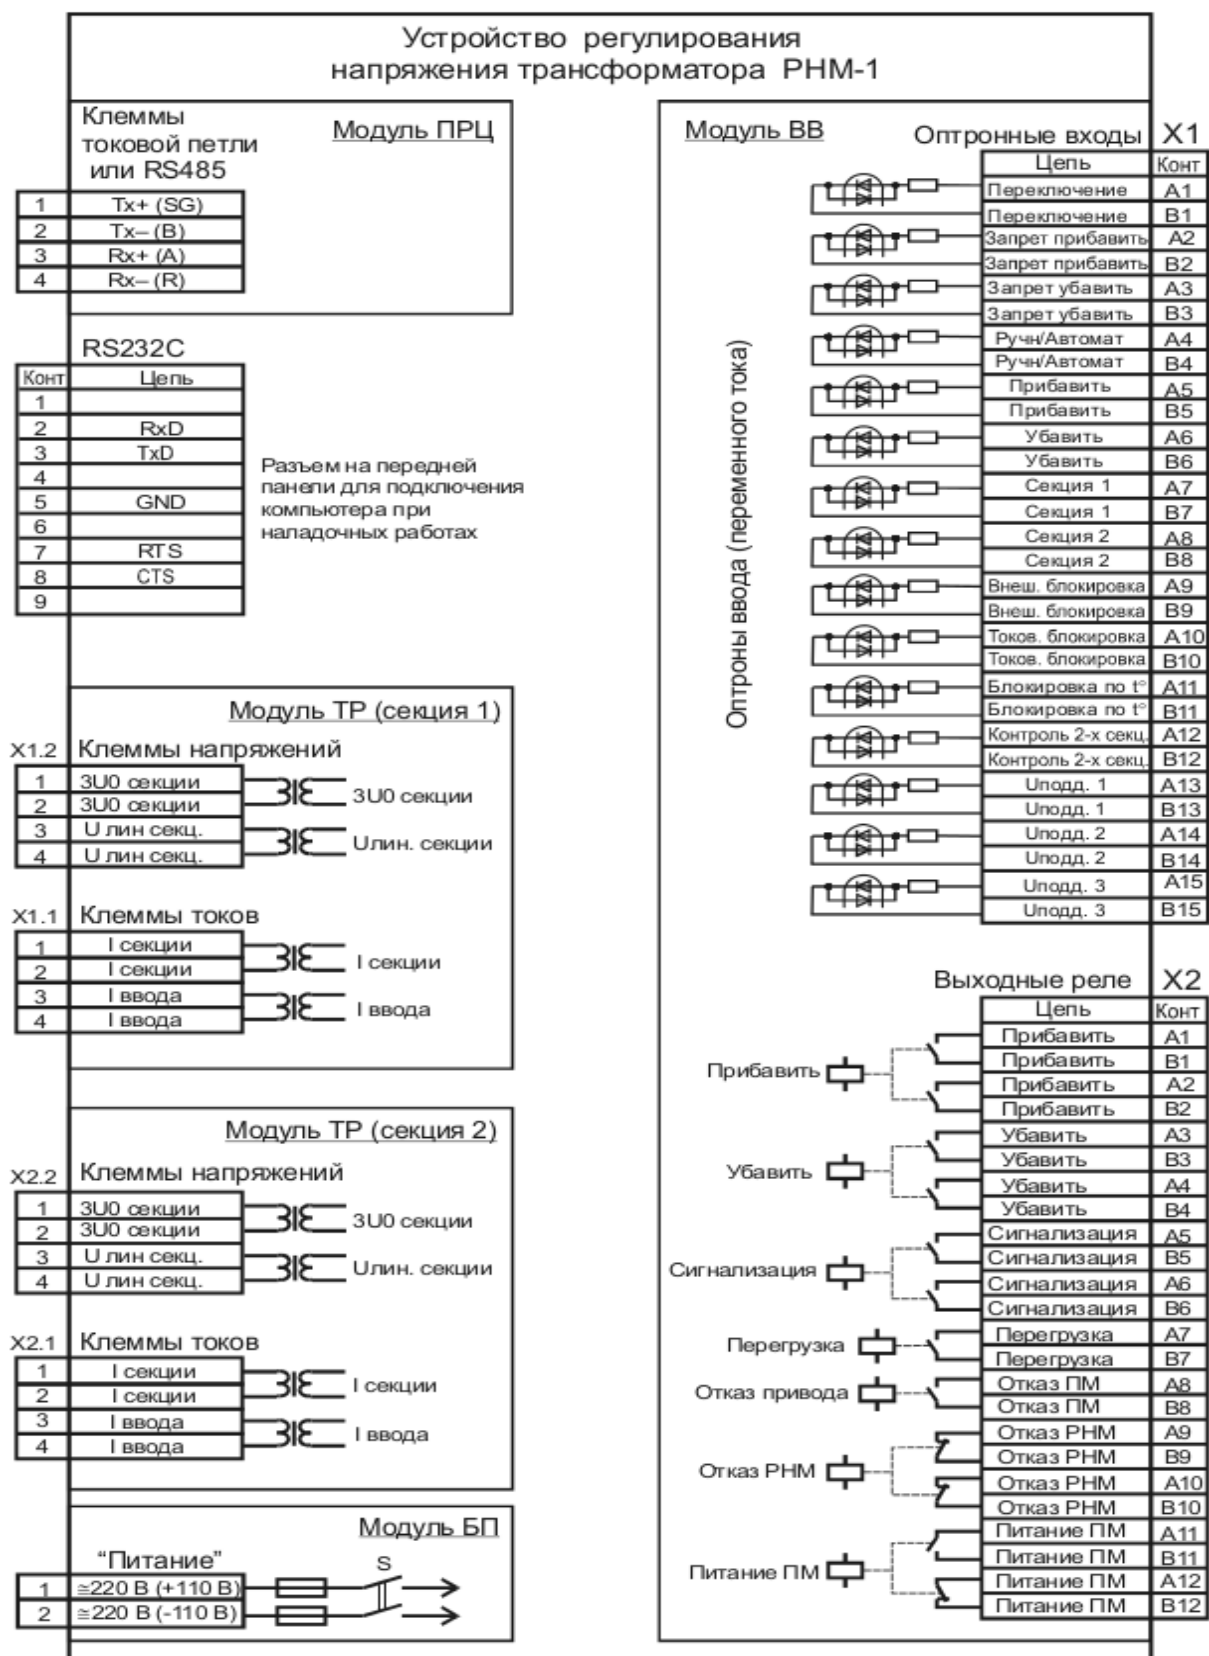 Устройство регулирования
напряжения трансформатора РНМ-1
Клеммы
токовой петли
или RS485
Модуль ПРЦ
1 Tx+ (SG)
2 Tx– (B)
3 Rx+ (A)
4 Rx– (R)
RS232C
Конт Цепь
1
2 RxD
3 TxD
4
5 GND
6
7 RTS
8 CTS
9
Разъем на передней
панели для подключения
компьютера при
наладочных работах
Модуль ТР (секция 1)
X1.2 Клеммы напряжений
1 3U0 секции
2 3U0 секции
3 U лин секц.
4 U лин секц.
3U0 секции
Uлин. секции
X1.1 Клеммы токов
1 I секции
2 I секции
3 I ввода
4 I ввода
I секции
I ввода
Модуль ТР (секция 2)
X2.2 Клеммы напряжений
1 3U0 секции
2 3U0 секции
3 U лин секц.
4 U лин секц.
3U0 секции
Uлин. секции
X2.1 Клеммы токов
1 I секции
2 I секции
3 I ввода
4 I ввода
I секции
I ввода
Модуль БП
"Питание"
S
1 ≅220 В (+110 В)
2 ≅220 В (-110 В)
Модуль ВВ
Оптронные входы X1
Оптроны ввода (переменного тока)
Цепь Конт
Переключение A1
Переключение B1
Запрет прибавить A2
Запрет прибавить B2
Запрет убавить A3
Запрет убавить B3
Ручн/Автомат A4
Ручн/Автомат B4
Прибавить A5
Прибавить B5
Убавить A6
Убавить B6
Секция 1 A7
Секция 1 B7
Секция 2 A8
Секция 2 B8
Внеш. блокировка A9
Внеш. блокировка B9
Токов. блокировка A10
Токов. блокировка B10
Блокировка по t° A11
Блокировка по t° B11
Контроль 2-х секц. A12
Контроль 2-х секц. B12
Uподд. 1 A13
Uподд. 1 B13
Uподд. 2 A14
Uподд. 2 B14
Uподд. 3 A15
Uподд. 3 B15
Выходные реле X2
Цепь Конт
Прибавить
Прибавить A1
Прибавить B1
Прибавить A2
Прибавить B2
Убавить
Убавить A3
Убавить B3
Убавить A4
Убавить B4
Сигнализация
Сигнализация A5
Сигнализация B5
Сигнализация A6
Сигнализация B6
Перегрузка
Перегрузка A7
Перегрузка B7
Отказ привода
Отказ ПМ A8
Отказ ПМ B8
Отказ РНМ
Отказ РНМ A9
Отказ РНМ B9
Отказ РНМ A10
Отказ РНМ B10
Питание ПМ
Питание ПМ A11
Питание ПМ B11
Питание ПМ A12
Питание ПМ B12